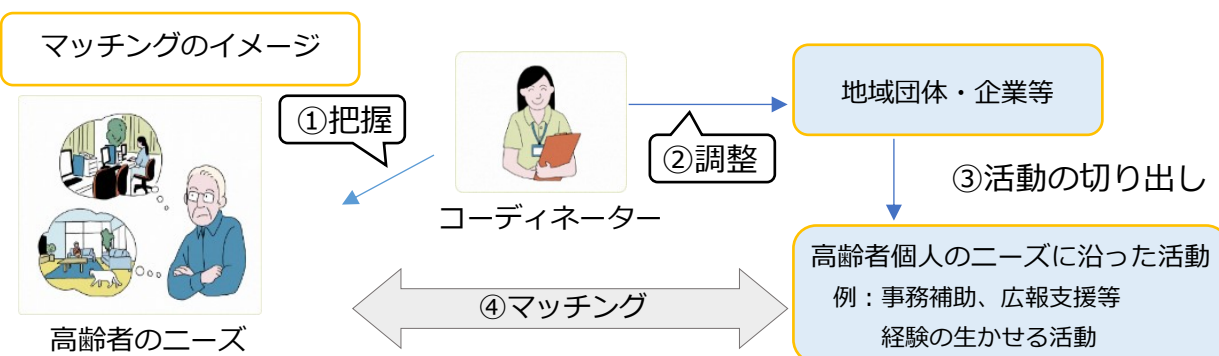 マッチングのイメージ
①把握
②調整
コーディネーター
地域団体・企業等
③活動の切り出し
高齢者のニーズ
④マッチング
高齢者個人のニーズに沿った活動
例：事務補助、広報支援等
経験の生かせる活動